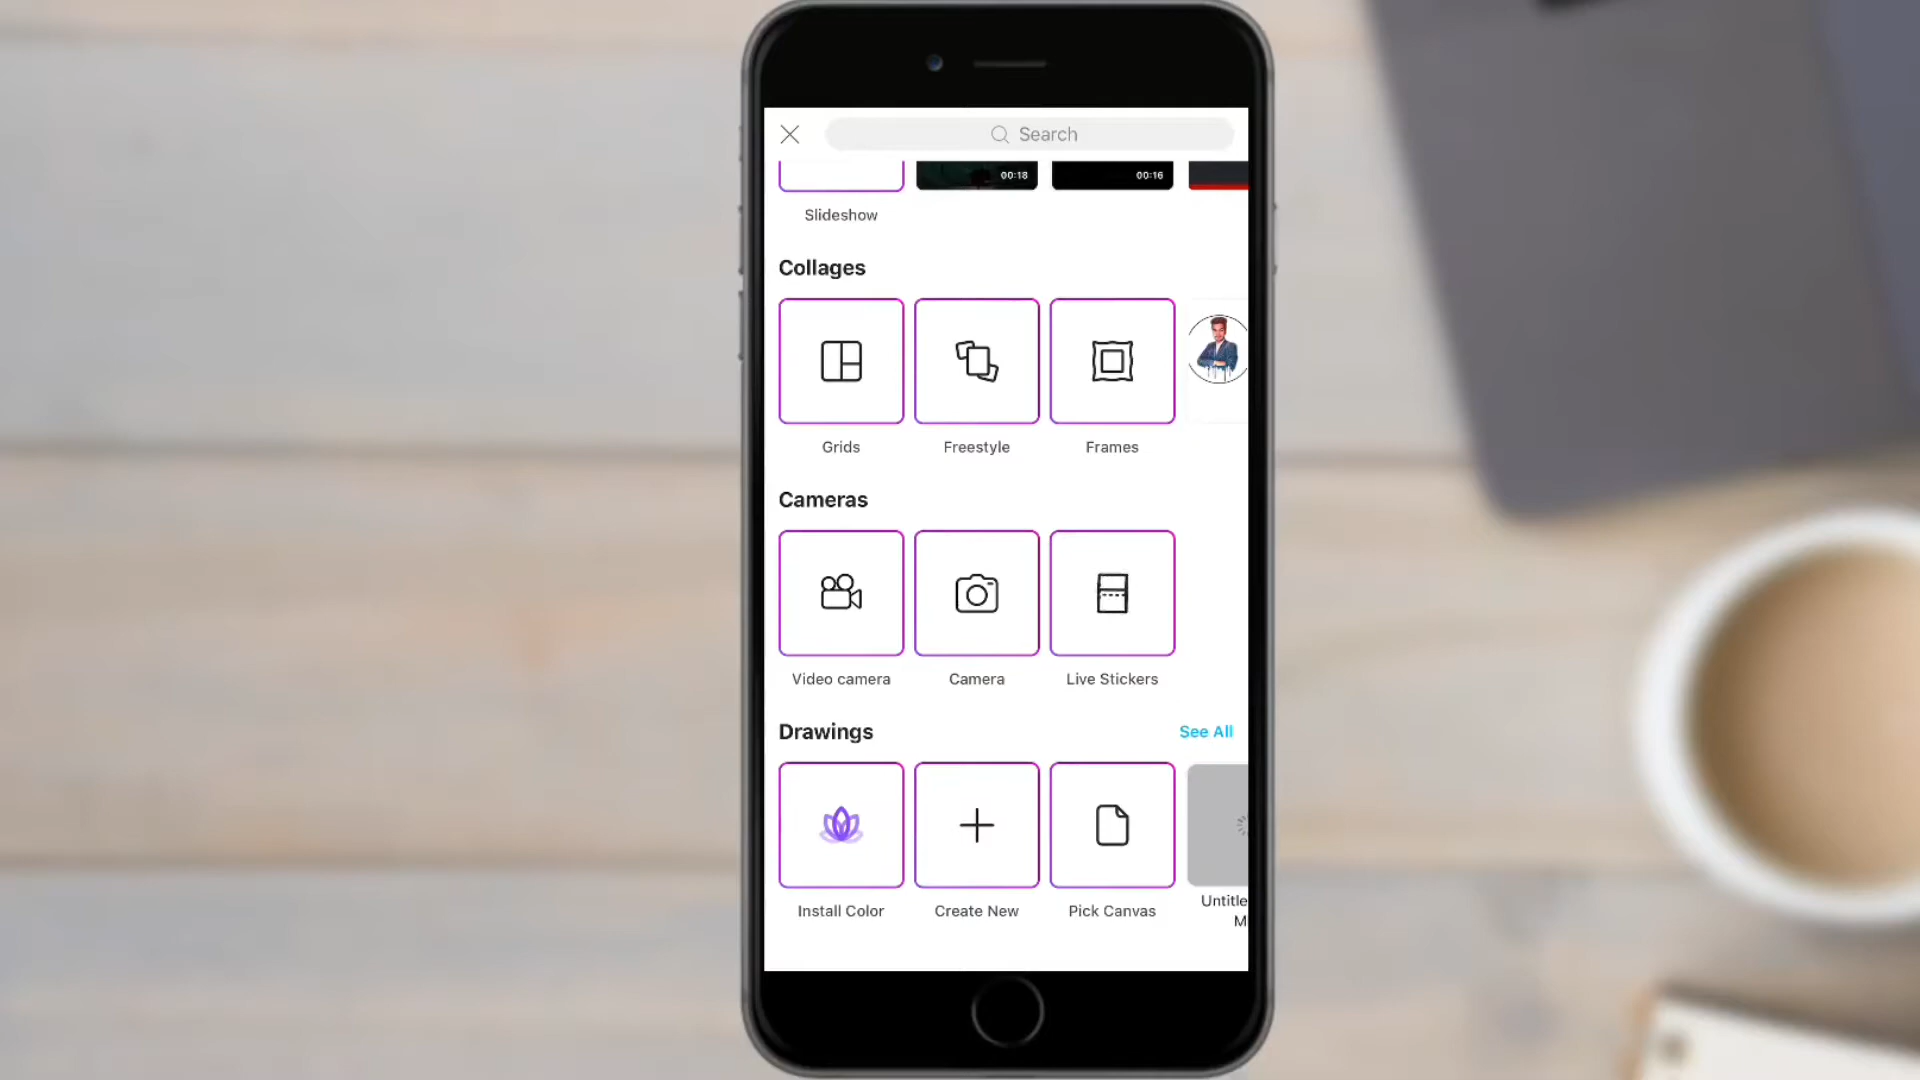 Search
00:18
00:16
Slideshow
Collages
Grids
Freestyle
Frames
Cameras
Video camera
Camera
Live Stickers
Drawings
See All
Install Color
Create New
Pick Canvas
Untitle
M